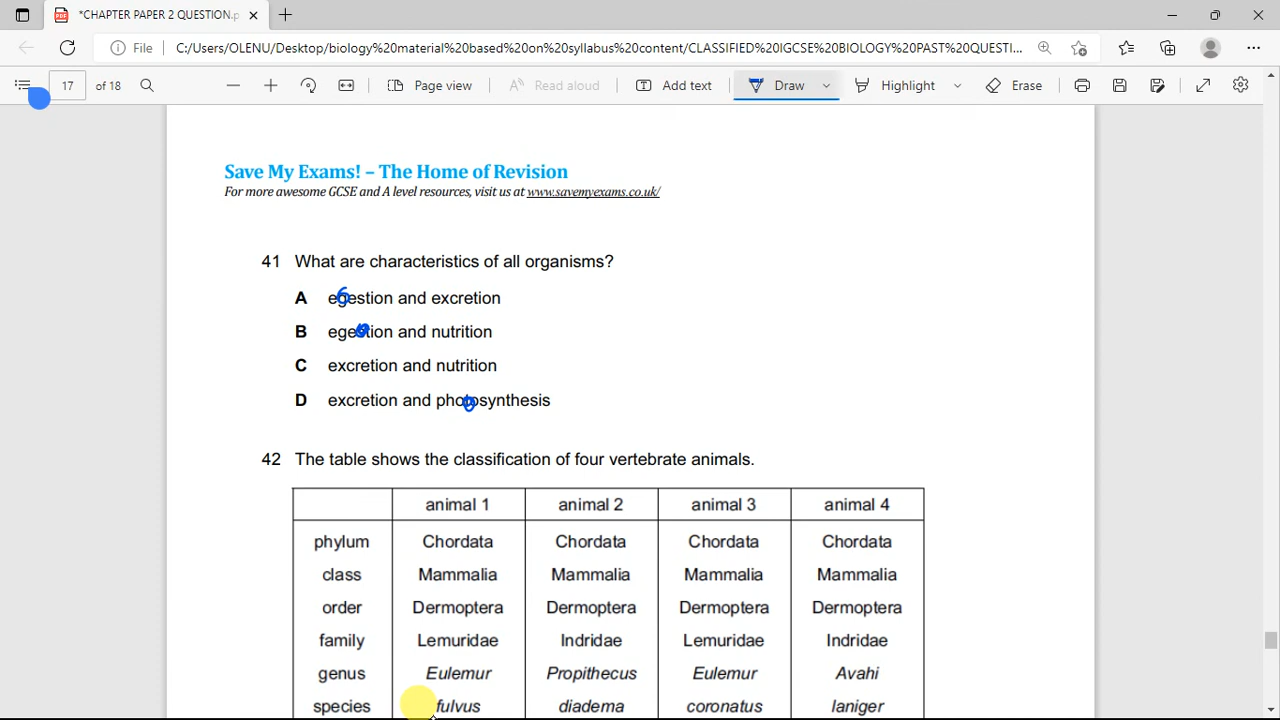 *CHAPTER PAPER 2 QUESTION.p
File C:/Users/OLENU/Desktop/biology%20material%20based%20on%20syllabus%20content/CLASSIFIED%20IGCSE%20BIOLOGY%20PAST%20QUESTI...
17 of 18 Page view Read aloud Add text Draw Highlight Erase
Save My Exams! – The Home of Revision
For more awesome GCSE and A level resources, visit us at www.savemyexams.co.uk/
41 What are characteristics of all organisms?
A egestion and excretion
B egestion and nutrition
C excretion and nutrition
D excretion and photosynthesis
42 The table shows the classification of four vertebrate animals.
animal 1 animal 2 animal 3 animal 4
phylum Chordata Chordata Chordata Chordata
class Mammalia Mammalia Mammalia Mammalia
order Dermoptera Dermoptera Dermoptera Dermoptera
family Lemuridae Indridae Lemuridae Indridae
genus Eulemur Propithecus Eulemur Avahi
species fulvus diadema coronatus laniger